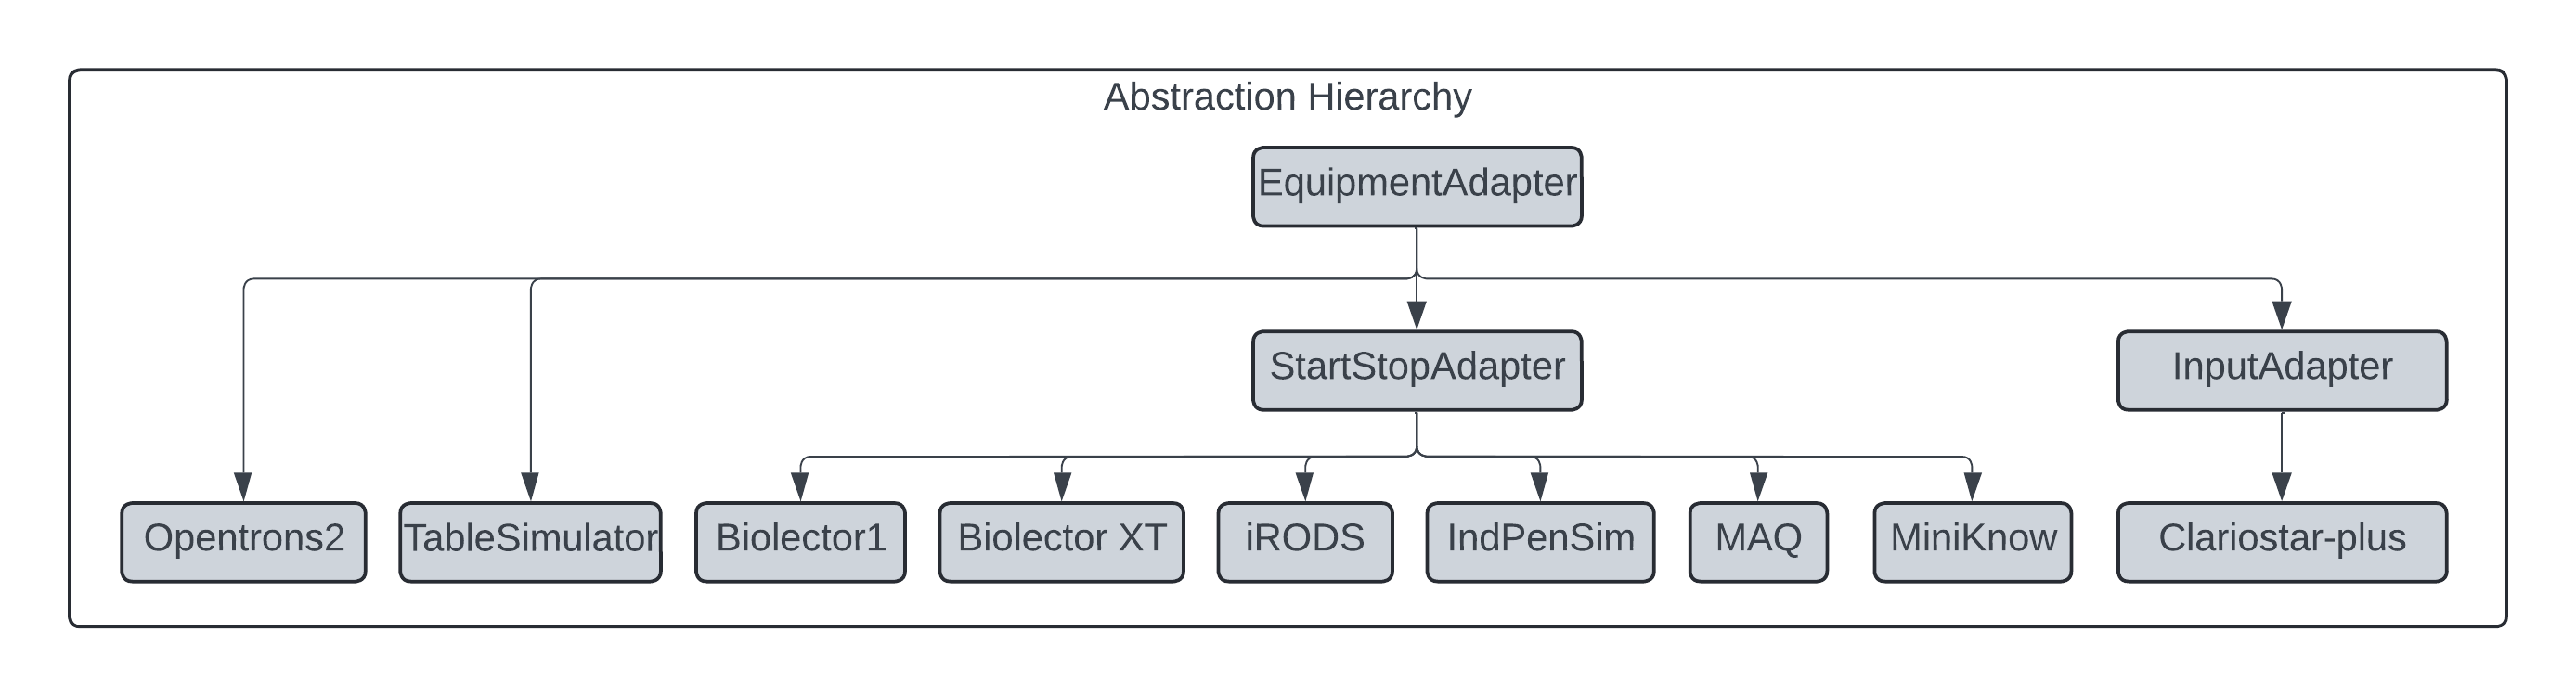 Abstraction Hierarchy
EquipmentAdapter
StartStopAdapter
InputAdapter
Opentrons2
TableSimulator
Biolector1
Biolector XT
iRODS
IndPenSim
MAQ
MiniKnow
Clariostar-plus